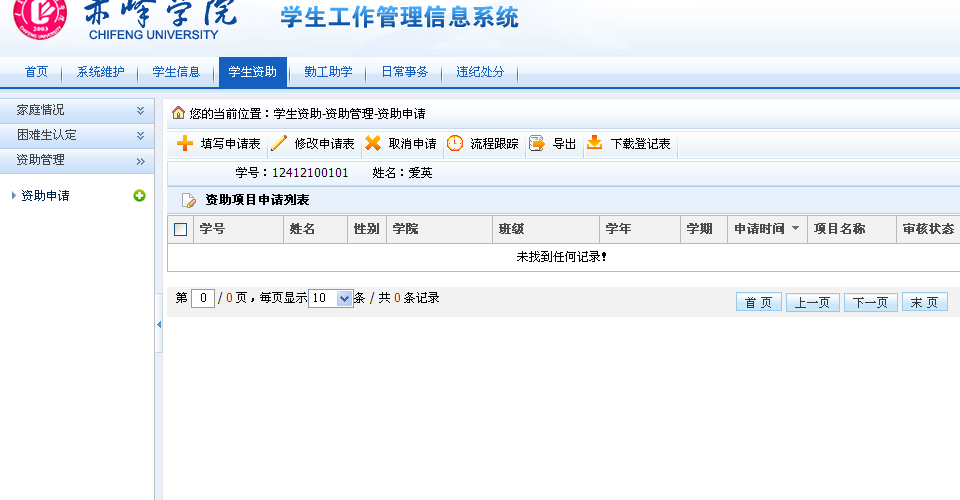 赤峰学院
CHIFENG UNIVERSITY
学生工作管理信息系统
CHIFENG UNIVERSITY
2003
首页 系统维护 学生信息 学生资助 勤工助学 日常事务 违纪处分
家庭情况
困难生认定
资助管理
资助申请
您的当前位置：学生资助-资助管理-资助申请
填写申请表 修改申请表 取消申请 流程跟踪 导出 下载登记表
学号：12412100101 姓名：爱英
资助项目申请列表
学号 姓名 性别 学院 班级 学年 学期 申请时间 项目名称 审核状态
未找到任何记录！
第 0 / 0 页，每页显示 10 条 / 共 0 条记录 首 页 上一页 下一页 末 页